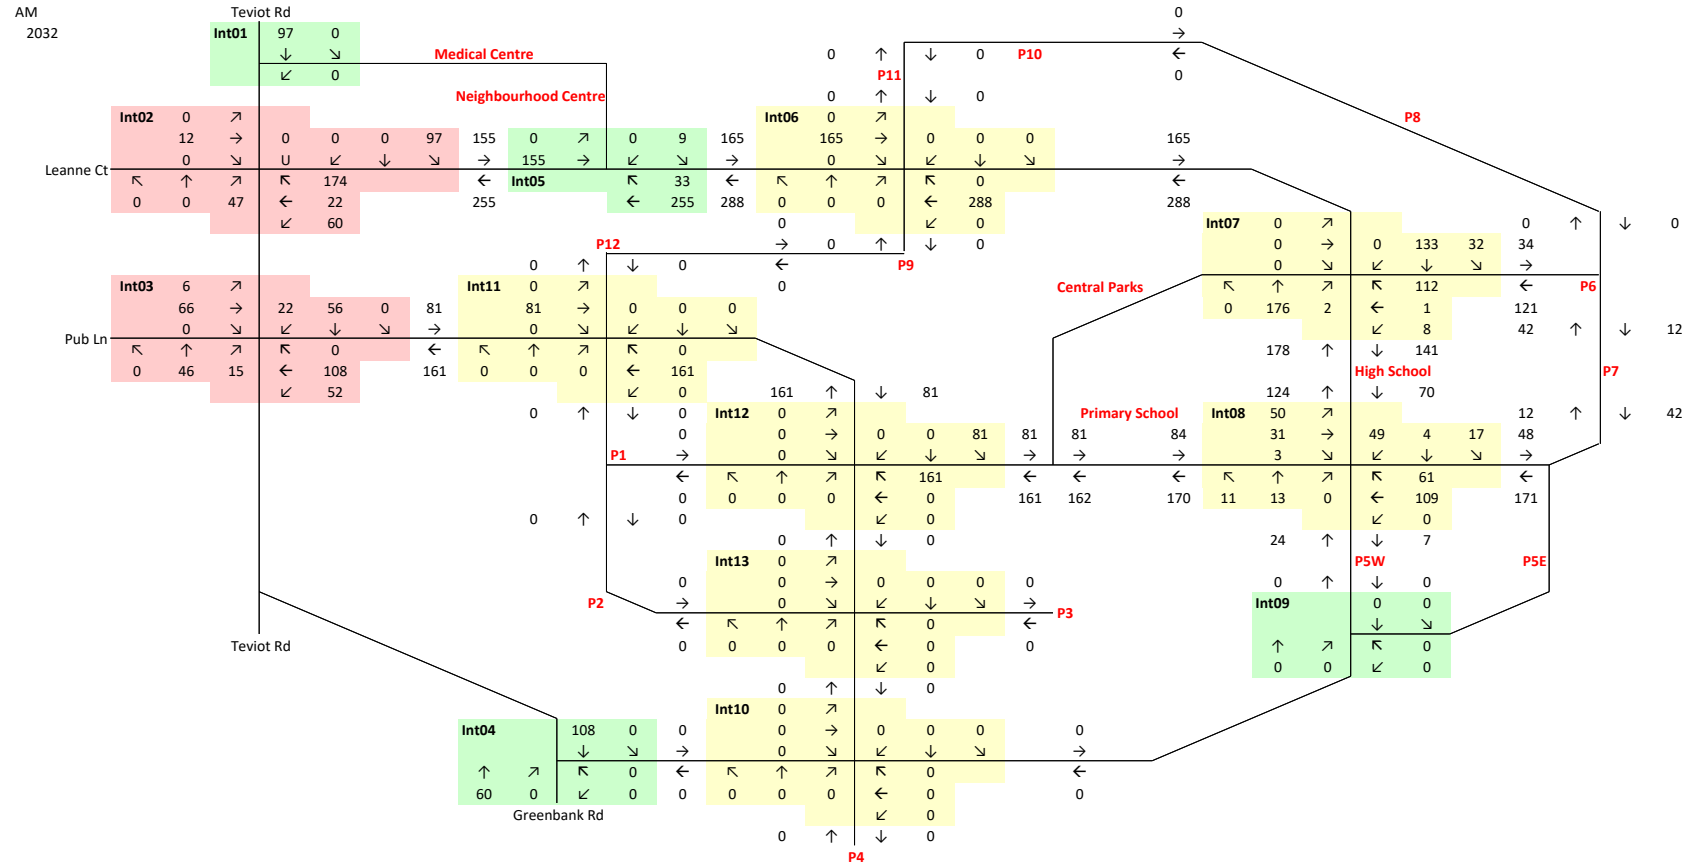 AM Teviot Rd 0
2032 Int01 97 0 →
↓ ↘ Medical Centre 0 ↑ ↓ 0 P10 ←
↙ 0 P11 0
Neighbourhood Centre 0 ↑ ↓ 0
Int02 0 ↗ Int06 0 ↗ P8
12 → 0 0 0 97 155 0 ↗ 0 9 165 165 → 0 0 0 165
0 ↘ U ↙ ↓ ↘ → 155 → ↙ ↘ → 0 ↘ ↙ ↓ ↘ →
Leanne Ct
↖ ↑ ↗ ↖ 174 ← Int05 ↖ 33 ← ↖ ↑ ↗ ↖ 0 ←
0 0 47 ← 22 255 ← 255 288 0 0 0 ← 288 288
↙ 60 0 ↙ 0 Int07 0 ↗ 0 ↑ ↓ 0
P12 → 0 ↑ ↓ 0 0 → 0 133 32 34
0 ↑ ↓ 0 ← P9 0 ↘ ↙ ↓ ↘ →
Int03 6 ↗ Int11 0 ↗ 0 Central Parks ↖ ↑ ↗ ↖ 112 ← P6
66 → 22 56 0 81 81 → 0 0 0 0 176 2 ← 1 121
0 ↘ ↙ ↓ ↘ → 0 ↘ ↙ ↓ ↘ ↙ 8 42 ↑ ↓ 12
Pub Ln
↖ ↑ ↗ ↖ 0 ← ↖ ↑ ↗ ↖ 0 178 ↑ ↓ 141
0 46 15 ← 108 161 0 0 0 ← 161 High School P7
↙ 52 ↙ 0 161 ↑ ↓ 81 124 ↑ ↓ 70
0 ↑ ↓ 0 Int12 0 ↗ Primary School Int08 50 ↗ 12 ↑ ↓ 42
0 0 → 0 0 81 81 81 84 31 → 49 4 17 48
P1 → 0 ↘ ↙ ↓ ↘ → → → 3 ↘ ↙ ↓ ↘ →
← ↖ ↑ ↗ ↖ 161 ← ← ← ↖ ↑ ↗ ↖ 61 ←
0 0 0 0 ← 0 161 162 170 11 13 0 ← 109 171
0 ↑ ↓ 0 ↙ 0 ↙ 0
0 ↑ ↓ 0 24 ↑ ↓ 7
Int13 0 ↗ P5W P5E
0 0 → 0 0 0 0 0 ↑ ↓ 0
P2 → 0 ↘ ↙ ↓ ↘ → P3 Int09 0 0
← ↖ ↑ ↗ ↖ 0 ← ↓ ↘
Teviot Rd 0 0 0 0 ← 0 0 ↑ ↗ ↖ 0
↙ 0 0 0 ↙ 0
0 ↑ ↓ 0
Int10 0 ↗
Int04 108 0 0 0 → 0 0 0 0
↓ ↘ → 0 ↘ ↙ ↓ ↘ →
↑ ↗ ↖ 0 ← ↖ ↑ ↗ ↖ 0 ←
60 0 ↙ 0 0 0 0 0 ← 0 0
Greenbank Rd ↙ 0
0 ↑ ↓ 0
P4